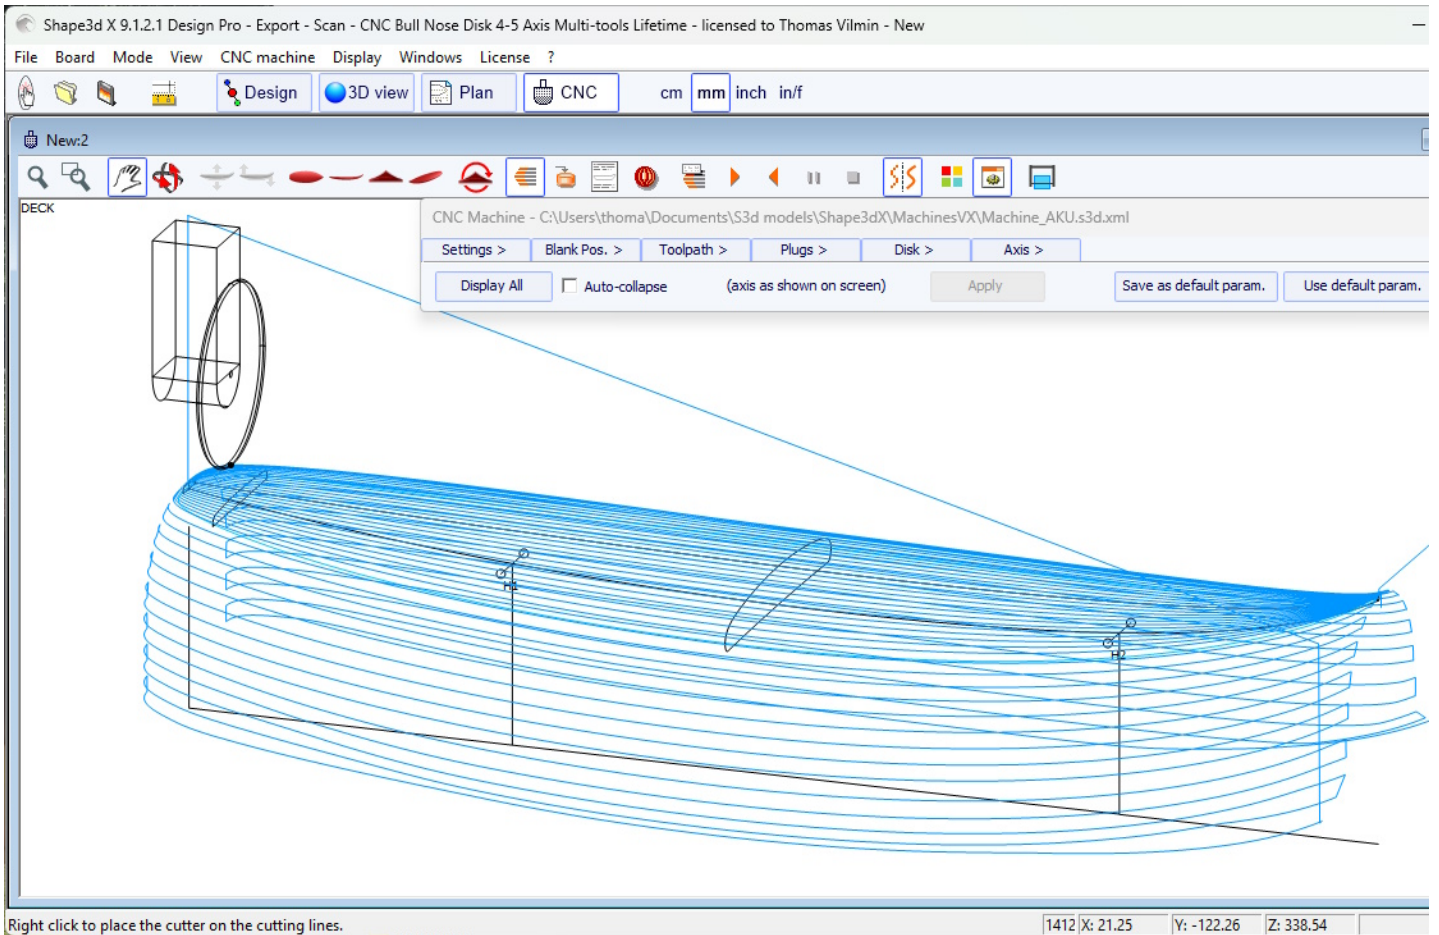 Shape3d X 9.1.2.1 Design Pro - Export - Scan - CNC Bull Nose Disk 4-5 Axis Multi-tools Lifetime - licensed to Thomas Vilmin - New
File Board Mode View CNC machine Display Windows License ?
Design 3D view Plan CNC cm mm inch in/f
New:2
DECK
CNC Machine - C:\Users\thoma\Documents\S3d models\Shape3dX\MachinesVX\Machine_AKU.s3d.xml
Settings > Blank Pos. > Toolpath > Plugs > Disk > Axis >
Display All Auto-collapse (axis as shown on screen) Apply Save as default param. Use default param.
H1
H2
Right click to place the cutter on the cutting lines. 1412 X: 21.25 Y: -122.26 Z: 338.54